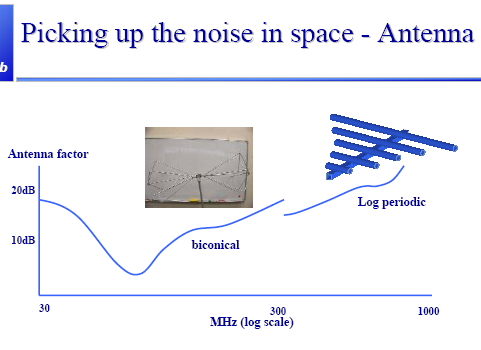 Picking up the noise in space - Antenna
b
Antenna factor
20dB
Log periodic
10dB
biconical
30
300
1000
MHz (log scale)